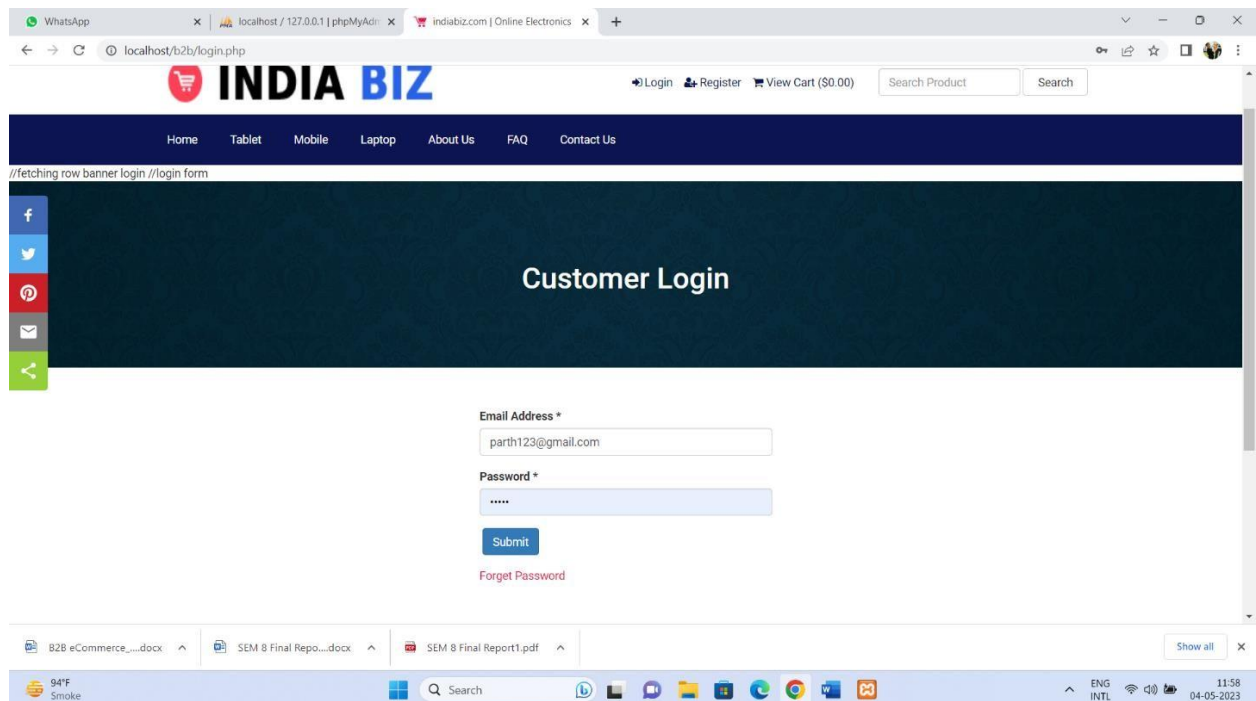 WhatsApp
localhost / 127.0.0.1 | phpMyAdm
indiabiz.com | Online Electronics
localhost/b2b/login.php
INDIA BIZ
Login Register View Cart ($0.00) Search Product Search
Home Tablet Mobile Laptop About Us FAQ Contact Us
//fetching row banner login //login form
Customer Login
Email Address *
parth123@gmail.com
Password *
•••••
Submit
Forget Password
B2B eCommerce_....docx SEM 8 Final Repo....docx SEM 8 Final Report1.pdf Show all
94°F
Smoke
Search
ENG
INTL
11:58
04-05-2023